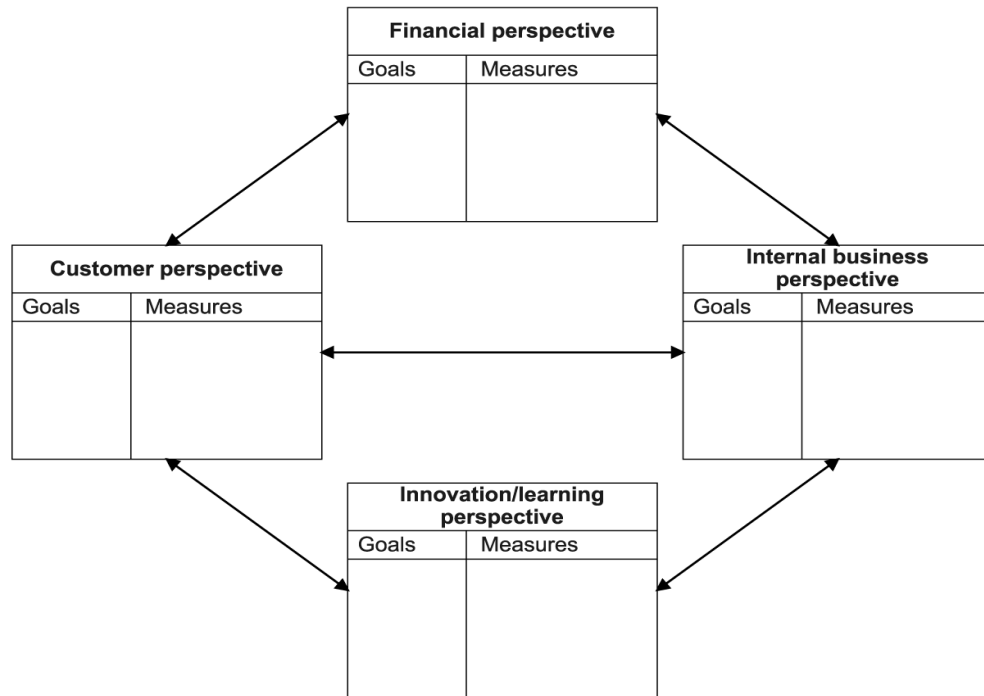 Financial perspective
Goals Measures
Customer perspective
Goals Measures
Internal business
perspective
Goals Measures
Innovation/learning
perspective
Goals Measures